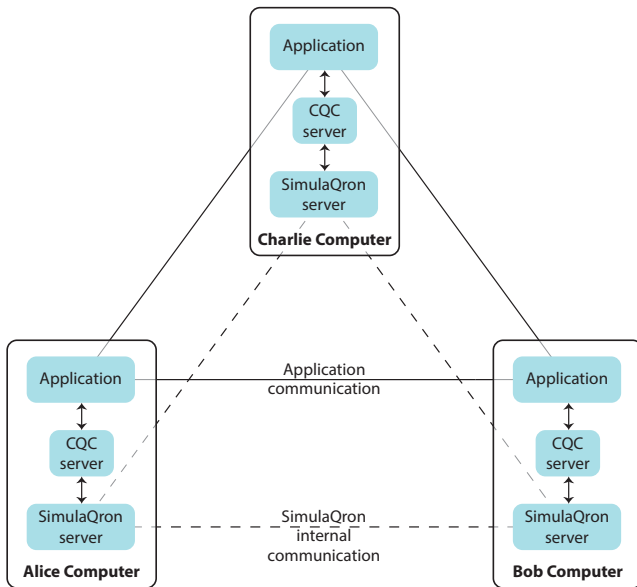 Application
CQC
server
SimulaQron
server
Charlie Computer
Application
CQC
server
SimulaQron
server
Alice Computer
Application
communication
SimulaQron
internal
communication
Application
CQC
server
SimulaQron
server
Bob Computer